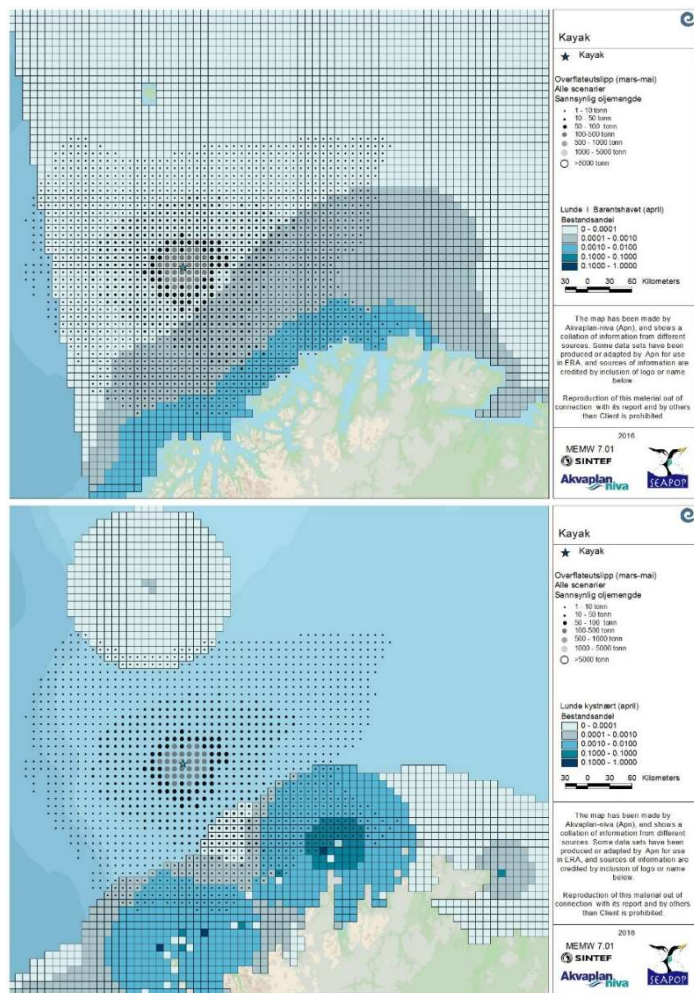 Kayak
Kayak
Overflateutslipp (mars-mai)
Alle scenarier
Sannsynlig oljemengde
1 - 10 tonn
10 - 50 tonn
50 - 100 tonn
100-500 tonn
500 - 1000 tonn
1000 - 5000 tonn
>5000 tonn
Lunde i Barentshavet (april)
Bestandsandel
0 - 0.0001
0.0001 - 0.0010
0.0010 - 0.0100
0.1000 - 0.1000
0.1000 - 1.0000
30 0 30 60 Kilometers
The map has been made by
Akvaplan-niva (Apn), and shows a
collation of information from different
sources. Some data sets have been
produced or adapted by Apn for use
in ERA, and sources of information are
credited by inclusion of logo or name
below.
Reproduction of this material out of
connection with its report and by others
than Client is prohibited.
2016
MEMW 7.01
SINTEF
Akvaplan
niva
SEAPOP
Kayak
Kayak
Overflateutslipp (mars-mai)
Alle scenarier
Sannsynlig oljemengde
1 - 10 tonn
10 - 50 tonn
50 - 100 tonn
100-500 tonn
500 - 1000 tonn
1000 - 5000 tonn
>5000 tonn
Lunde kystnært (april)
Bestandsandel
0 - 0.0001
0.0001 - 0.0010
0.0010 - 0.0100
0.1000 - 0.1000
0.1000 - 1.0000
30 0 30 60 Kilometers
The map has been made by
Akvaplan-niva (Apn), and shows a
collation of information from different
sources. Some data sets have been
produced or adapted by Apn for use
in ERA, and sources of information are
credited by inclusion of logo or name
below.
Reproduction of this material out of
connection with its report and by others
than Client is prohibited.
2016
MEMW 7.01
SINTEF
Akvaplan
niva
SEAPOP